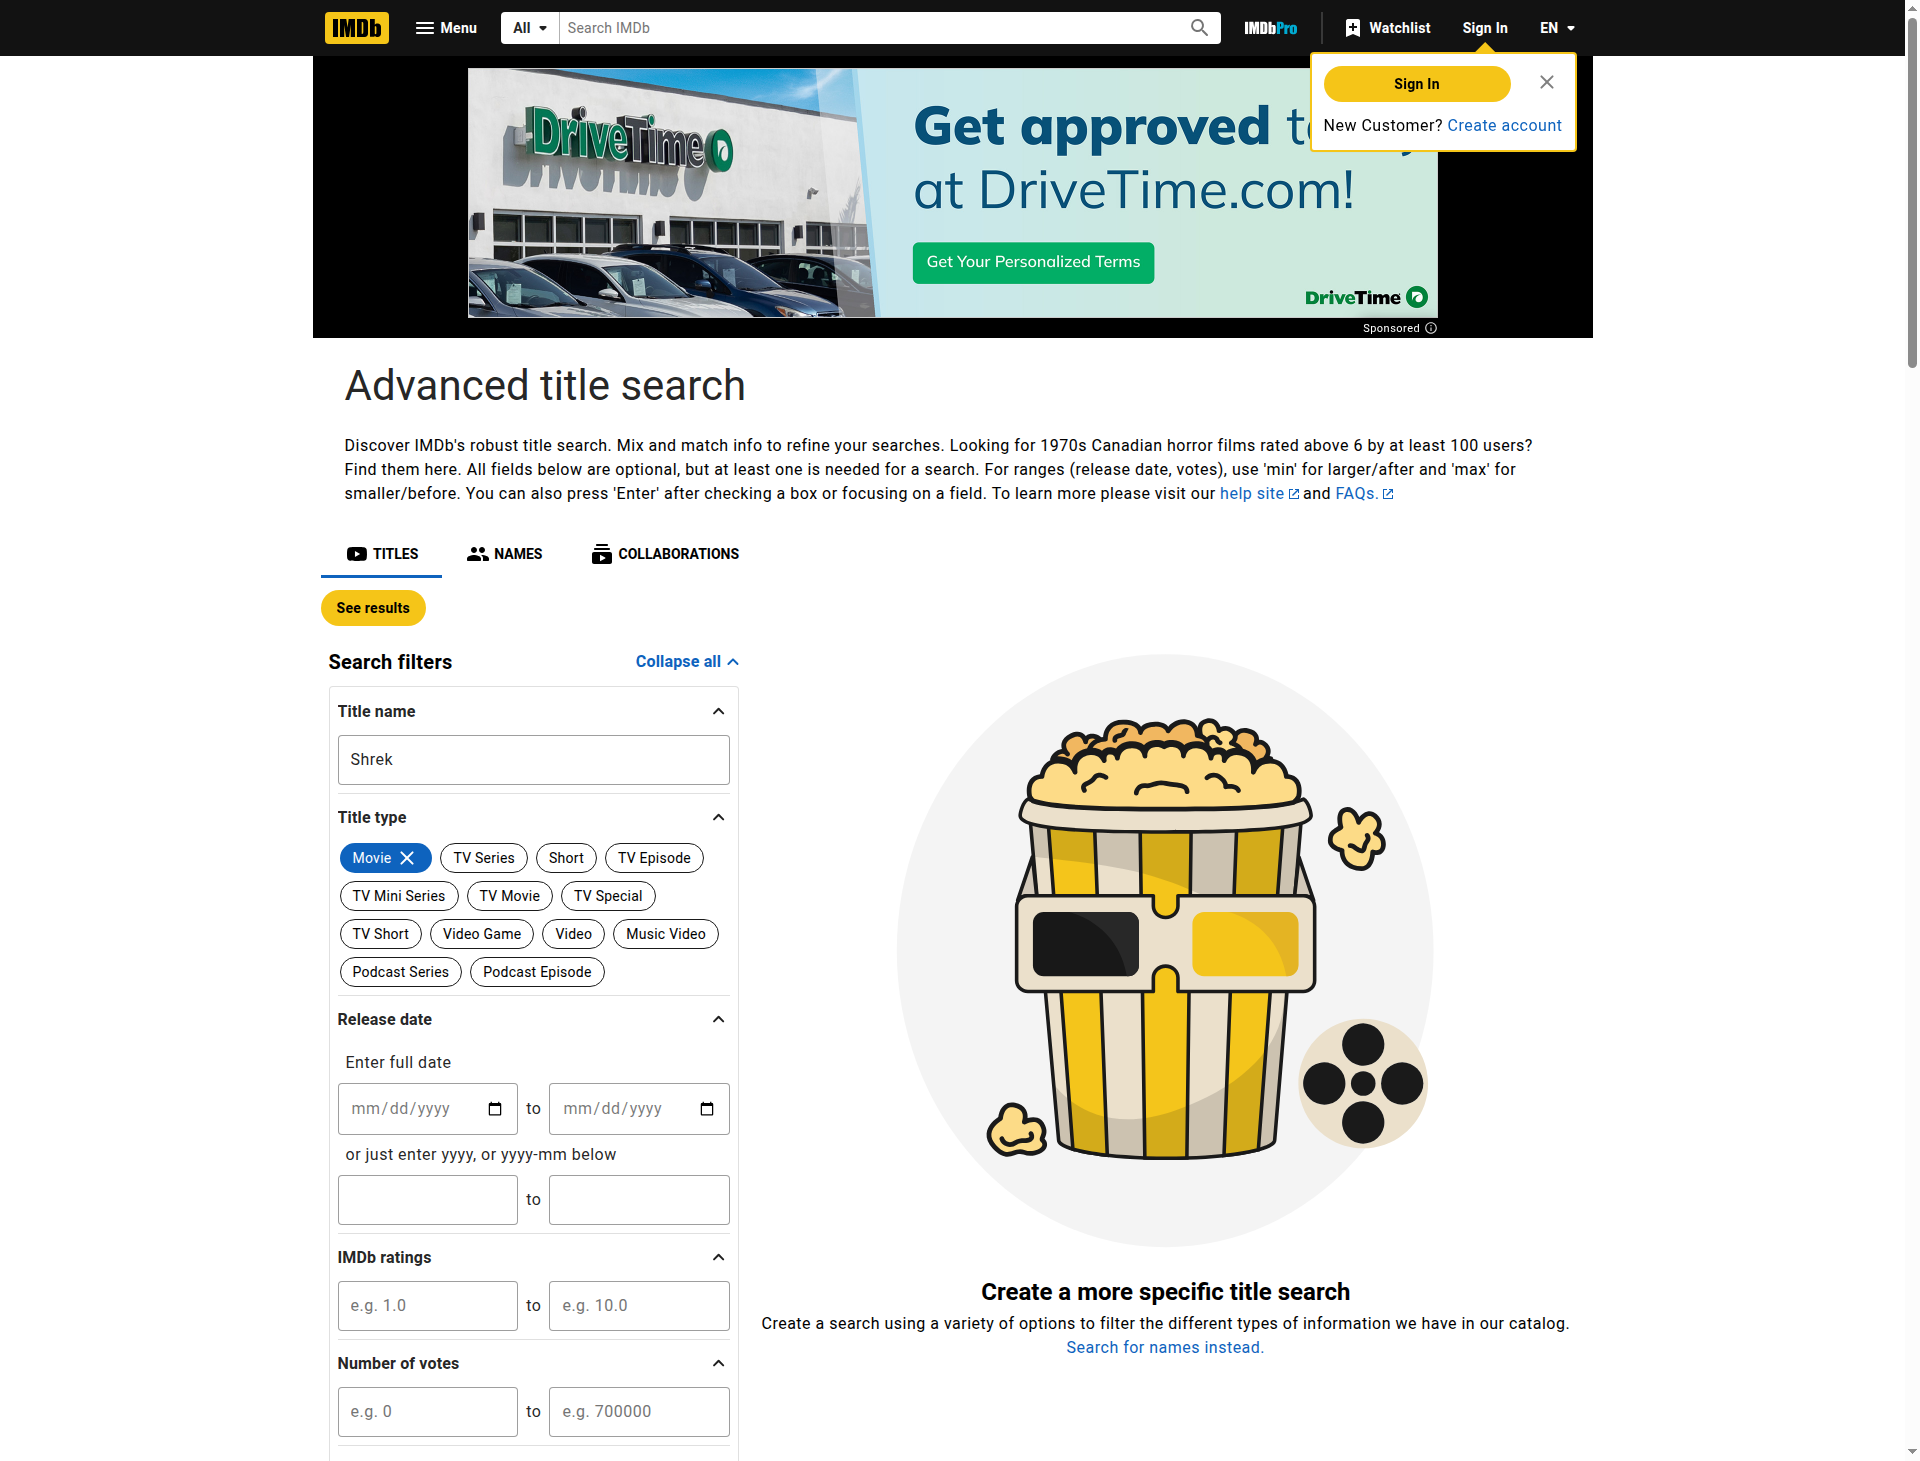 IMDb
Menu
All
Search IMDb
IMDbPro
Watchlist
Sign In
EN
Sign In
New Customer? Create account
DriveTime
Get approved
at DriveTime.com!
Get Your Personalized Terms
DriveTime
Sponsored
Advanced title search
Discover IMDb's robust title search. Mix and match info to refine your searches. Looking for 1970s Canadian horror films rated above 6 by at least 100 users?
Find them here. All fields below are optional, but at least one is needed for a search. For ranges (release date, votes), use 'min' for larger/after and 'max' for
smaller/before. You can also press 'Enter' after checking a box or focusing on a field. To learn more please visit our help site and FAQs.
TITLES
NAMES
COLLABORATIONS
See results
Search filters
Collapse all
Title name
Shrek
Title type
Movie
TV Series
Short
TV Episode
TV Mini Series
TV Movie
TV Special
TV Short
Video Game
Video
Music Video
Podcast Series
Podcast Episode
Release date
Enter full date
mm/dd/yyyy to mm/dd/yyyy
or just enter yyyy, or yyyy-mm below
to
IMDb ratings
e.g. 1.0 to e.g. 10.0
Number of votes
e.g. 0 to e.g. 700000
Create a more specific title search
Create a search using a variety of options to filter the different types of information we have in our catalog.
Search for names instead.